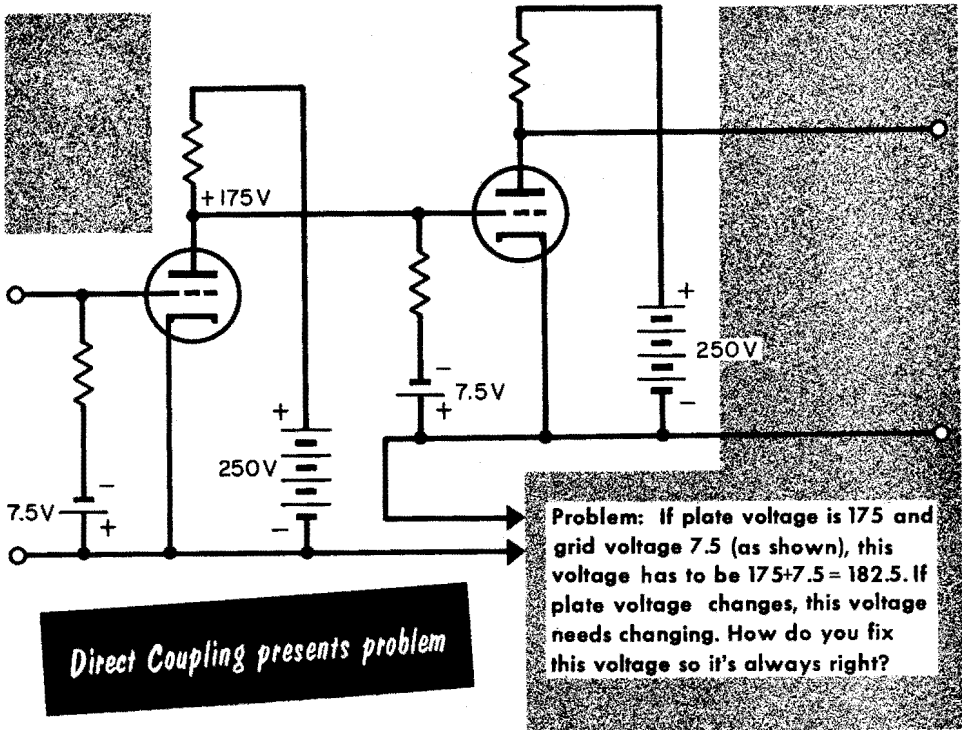 +175V
+
250V
-
-
7.5V
+
+
250V
-
-
7.5V
+
Problem: If plate voltage is 175 and
grid voltage 7.5 (as shown), this
voltage has to be 175+7.5=182.5. If
plate voltage changes, this voltage
needs changing. How do you fix
this voltage so it's always right?
Direct Coupling presents problem